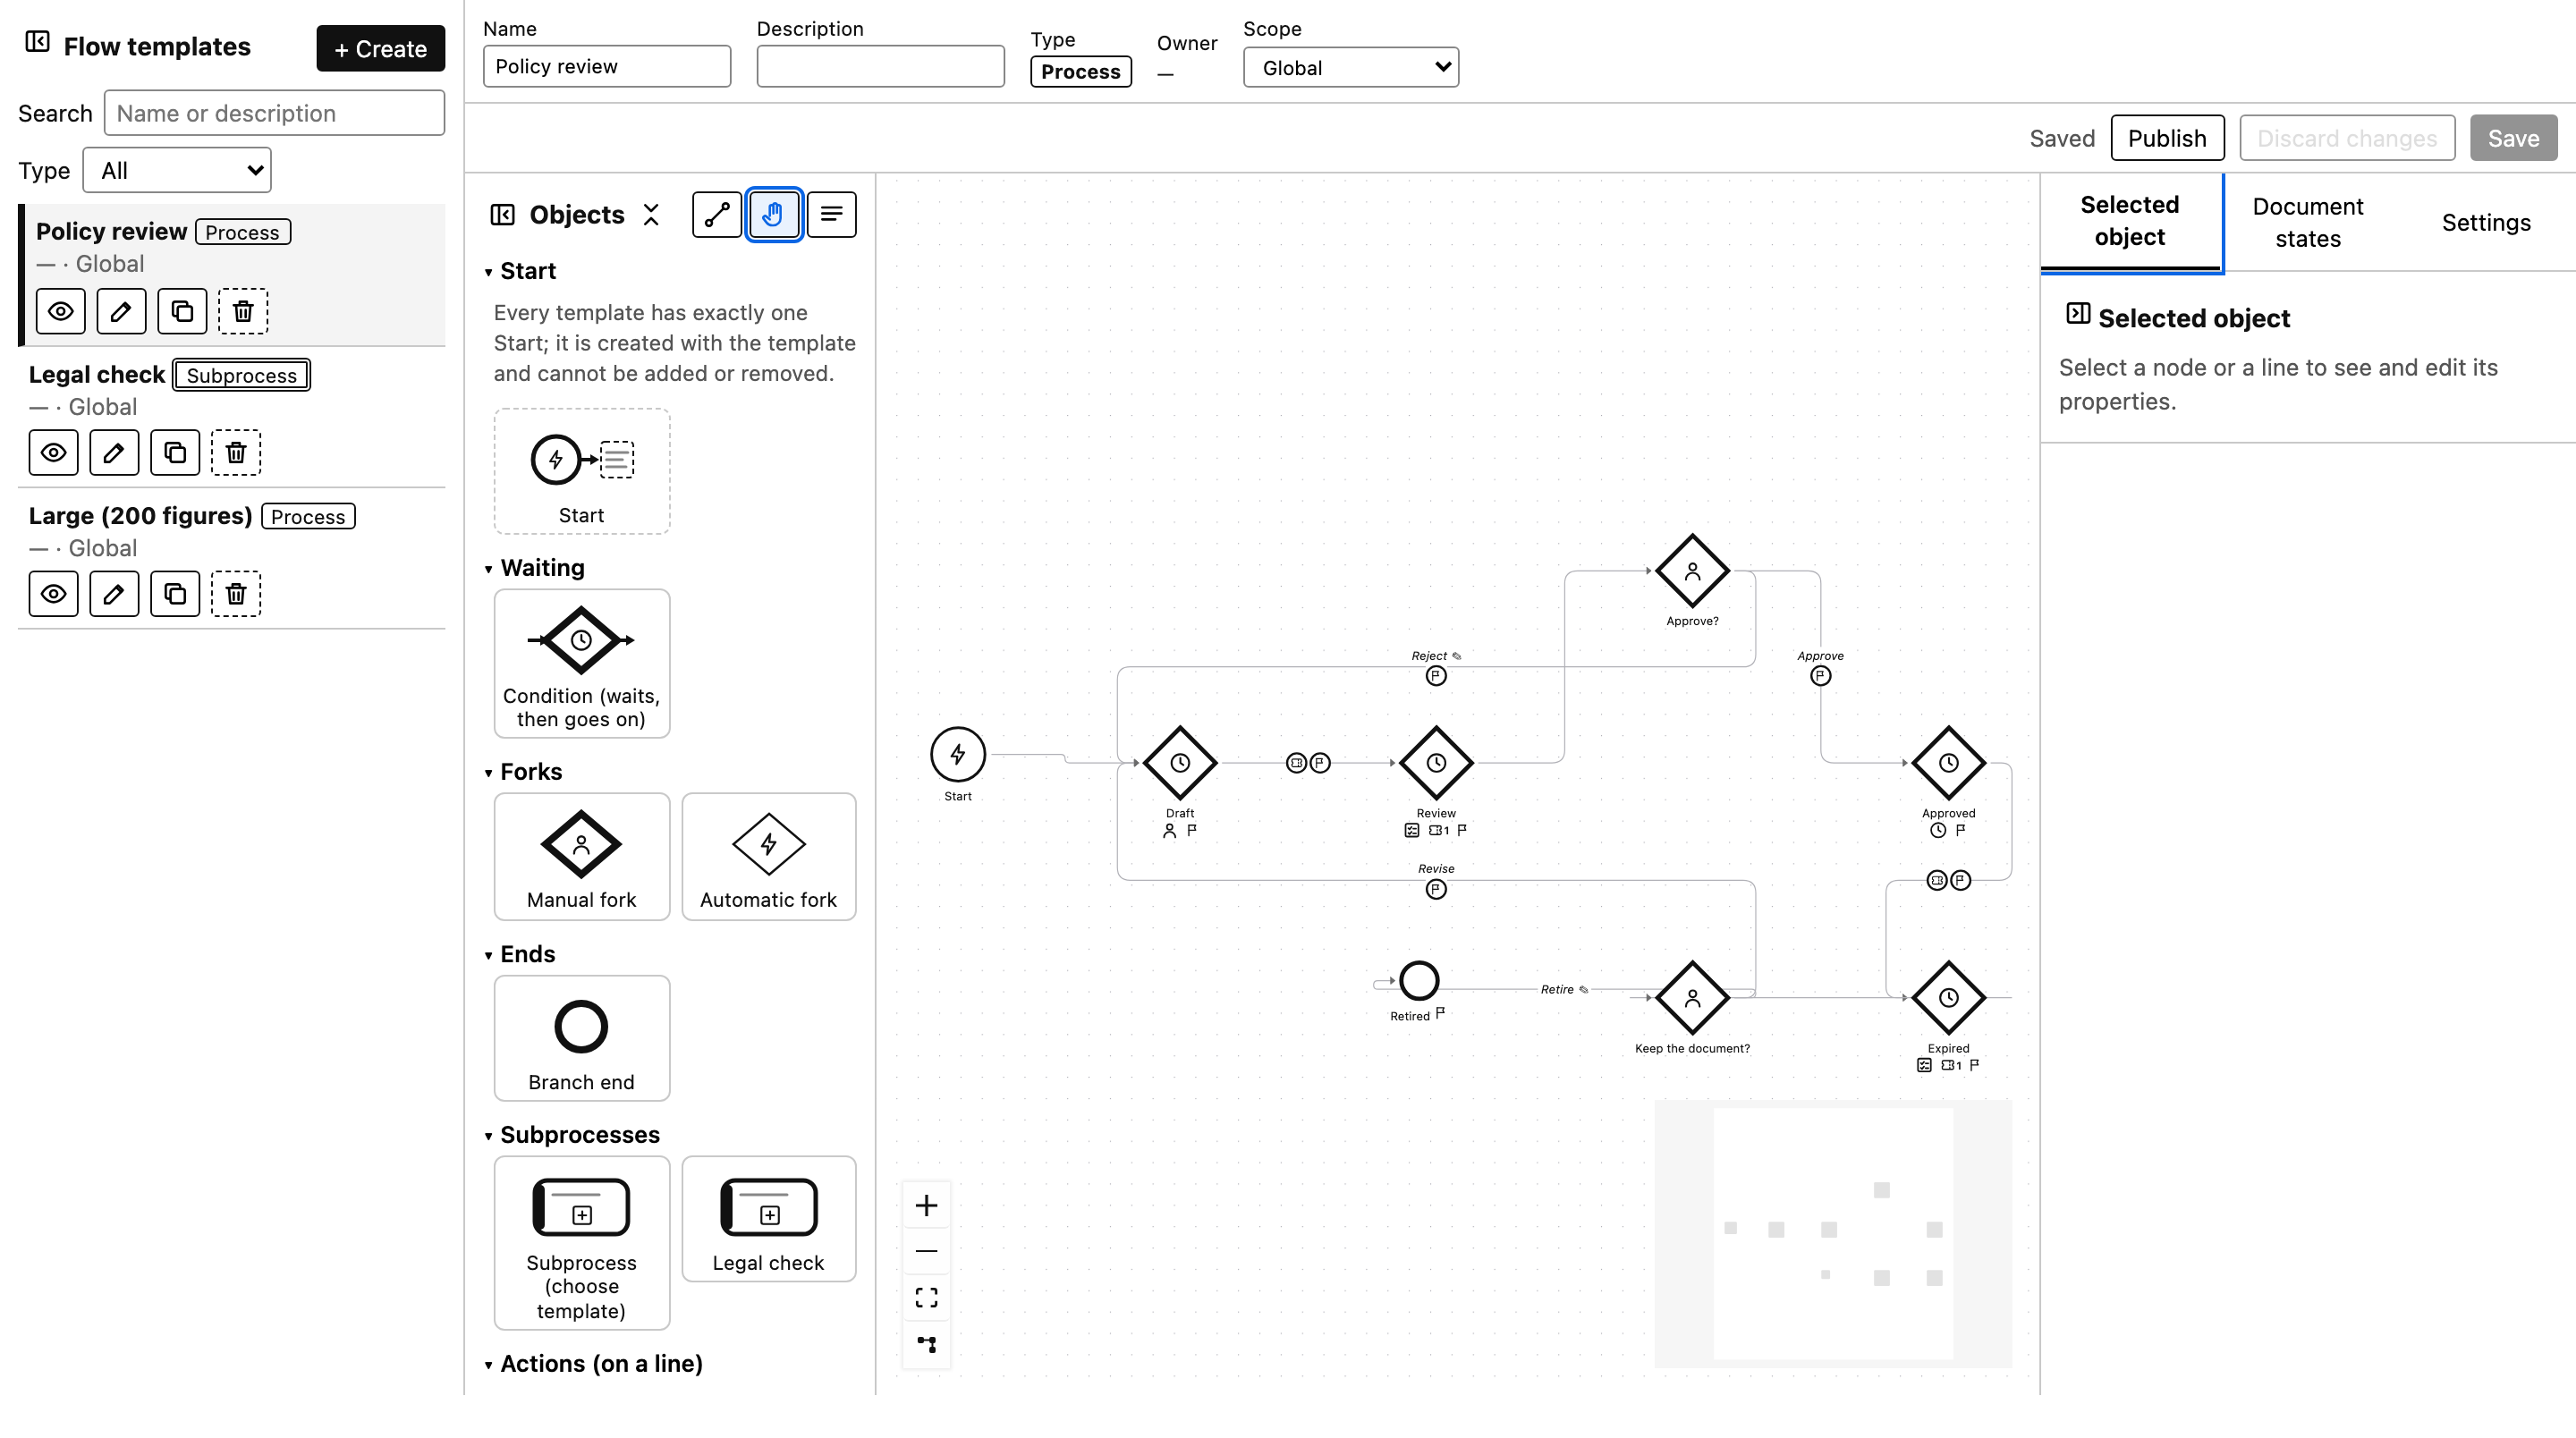 Flow templates
+ Create
Search
Name or description
Type
All
Policy review
Process
— · Global
Legal check
Subprocess
— · Global
Large (200 figures)
Process
— · Global
Name
Policy review
Description
Type
Process
Owner
—
Scope
Global
Saved
Publish
Discard changes
Save
Objects
Start
Every template has exactly one
Start; it is created with the template
and cannot be added or removed.
Start
Waiting
Condition (waits,
then goes on)
Forks
Manual fork
Automatic fork
Ends
Branch end
Subprocesses
Subprocess
(choose
template)
Legal check
Actions (on a line)
Approve?
Reject
Approve
Start
Draft
Review
1
Approved
Revise
Retired
Retire
Keep the document?
Expired
1
Selected
object
Document
states
Settings
Selected object
Select a node or a line to see and edit its
properties.